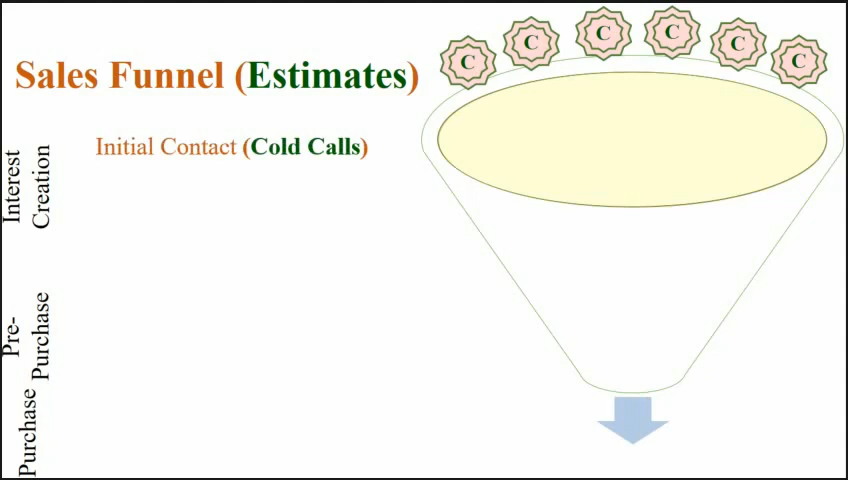 C C C C C C
Sales Funnel (Estimates)
Initial Contact (Cold Calls)
Interest
Creation
Pre-
Purchase
Purchase